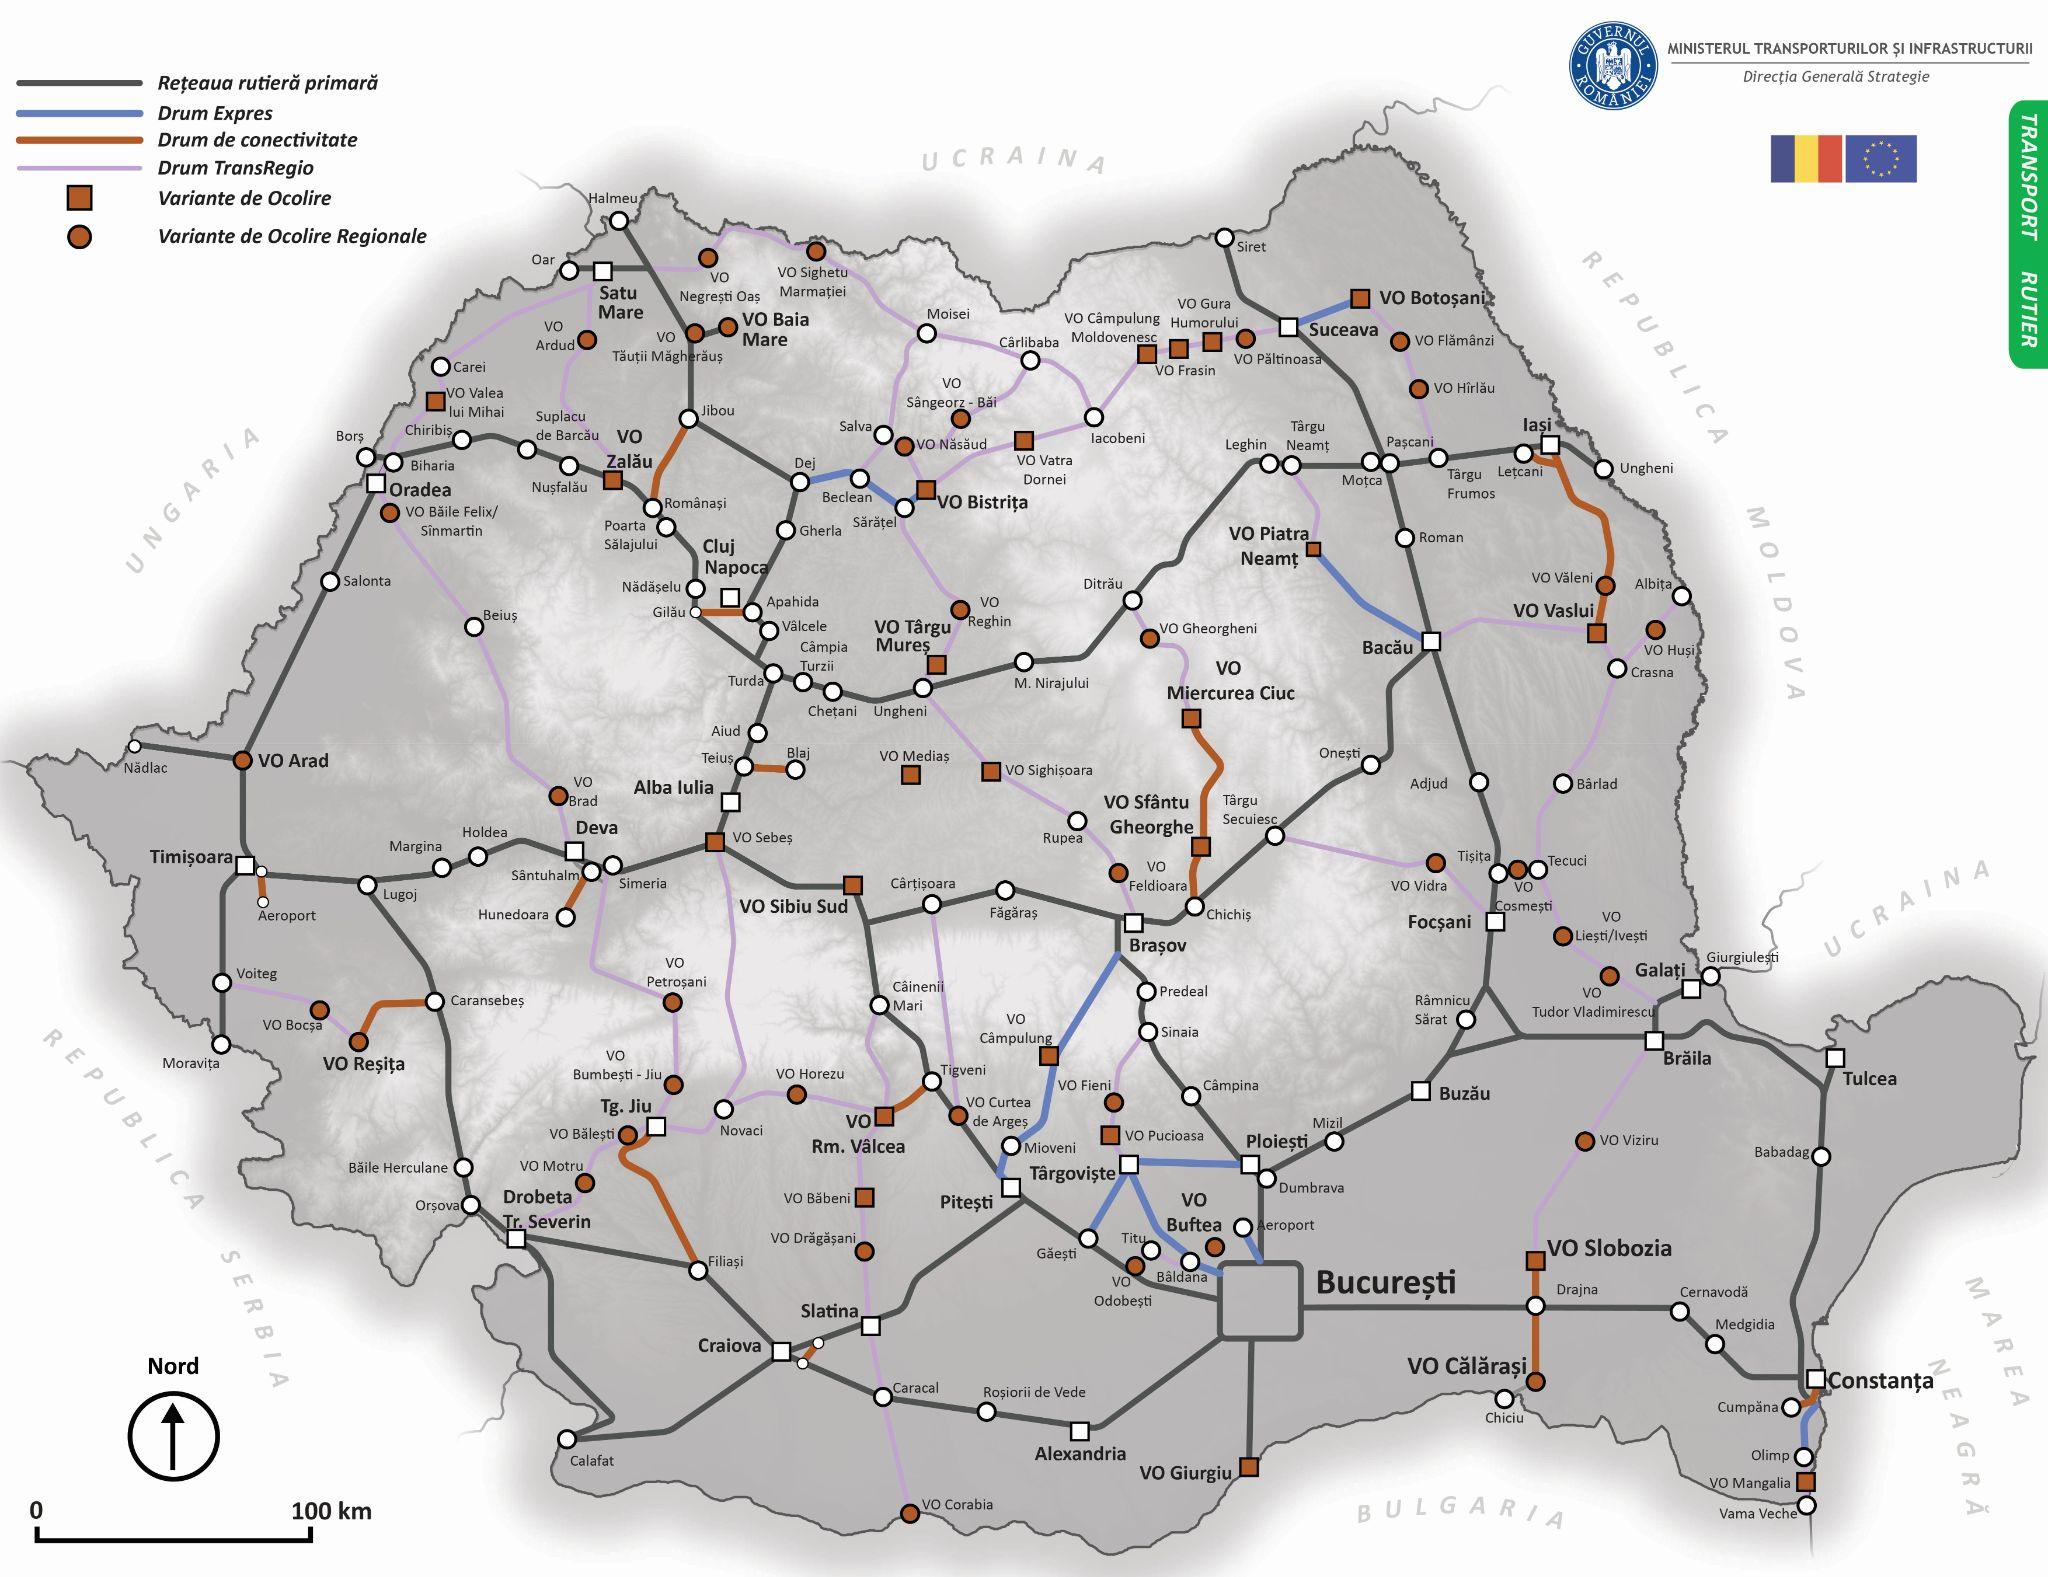 MINISTERUL TRANSPORTURILOR ȘI INFRASTRUCTURII
Direcția Generală Strategie
GUVERNUL ROMÂNIEI
TRANSPORT RUTIER
Rețeaua rutieră primară
Drum Expres
Drum de conectivitate
Drum TransRegio
Variante de Ocolire
Variante de Ocolire Regionale
UCRAINA
REPUBLICA MOLDOVA
UCRAINA
MAREA NEAGRĂ
BULGARIA
REPUBLICA SERBIA
UNGARIA
Halmeu
Oar
Satu
Mare
VO
Negrești Oaș
VO Sighetu
Marmației
VO
Ardud
VO
Tăuții Măgherăuș
VO Baia
Mare
Moisei
Cârlibaba
VO Câmpulung
Moldovenesc
VO Gura
Humorului
VO Frasin
VO Păltinoasa
Siret
Suceava
VO Botoșani
VO Flămânzi
VO Hîrlău
Carei
VO Valea
lui Mihai
Borș
Chiribiș
Biharia
Oradea
VO Băile Felix/
Sînmartin
Suplacu
de Barcău
Nușfalău
VO
Zalău
Jibou
Românași
Poarta
Sălajului
Dej
Beclean
Gherla
Salva
VO
Sângeorz - Băi
VO Năsăud
VO Vatra
Dornei
Iacobeni
VO Bistrița
Sărățel
Leghin
Târgu
Neamț
Moțca
Pașcani
Târgu
Frumos
Iași
Lețcani
Ungheni
Roman
VO Piatra
Neamț
Cluj
Napoca
Nădășelu
Gilău
Apahida
Vâlcele
Câmpia
Turzii
Turda
Chețani
Ungheni
VO Târgu
Mureș
VO
Reghin
M. Nirajului
Ditrău
VO Gheorgheni
VO
Miercurea Ciuc
Bacău
VO Văleni
VO Vaslui
Albița
VO Huși
Crasna
Salonta
Beiuș
Nădlac
VO Arad
Aiud
Teiuș
Blaj
Alba Iulia
VO Mediaș
VO Sighișoara
VO
Brad
Deva
Holdea
Margina
Timișoara
Aeroport
Lugoj
Sântuhalm
Simeria
Hunedoara
VO Sebeș
VO Sibiu Sud
Cârțișoara
Făgăraș
Rupea
VO
Feldioara
VO Sfântu
Gheorghe
Târgu
Secuiesc
Chichiș
Brașov
Onești
Adjud
Bârlad
Tișița
Tecuci
VO
Cosmești
VO Vidra
Focșani
VO
Liești/Ivești
VO
Tudor Vladimirescu
Galați
Giurgiulești
Voiteg
VO Bocșa
VO Reșița
Moravița
Caransebeș
VO
Petroșani
Câinenii
Mari
Predeal
Sinaia
Râmnicu
Sărat
Brăila
Tulcea
Buzău
VO
Câmpulung
VO Fieni
Câmpina
VO
Bumbești - Jiu
Tg. Jiu
VO Bălești
VO Motru
Novaci
VO Horezu
VO
Rm. Vâlcea
Tigveni
VO Curtea
de Argeș
Mioveni
VO Pucioasa
Târgoviște
Ploiești
Mizil
Dumbrava
Pitești
VO Băbeni
VO Drăgășani
Băile Herculane
Orșova
Drobeta
Tr. Severin
Filiași
Găești
Titu
VO
Odobești
Bâldana
VO
Buftea
Aeroport
București
VO Viziru
Babadag
VO Slobozia
Drajna
Cernavodă
Medgidia
VO Călărași
Chiciu
Constanța
Cumpăna
Olimp
VO Mangalia
Vama Veche
Slatina
Craiova
Caracal
Roșiorii de Vede
Alexandria
VO Giurgiu
Calafat
VO Corabia
Nord
0
100 km